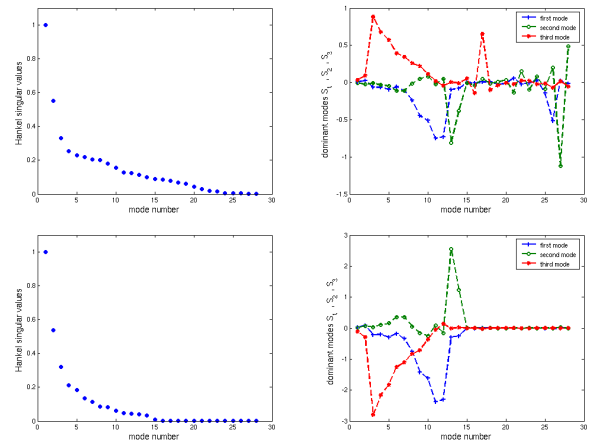 Hankel singular values
1
0.8
0.6
0.4
0.2
0
0 5 10 15 20 25 30
mode number
dominant modes S₁ , S₂ , S₃
1
0.5
0
-0.5
-1
-1.5
0 5 10 15 20 25 30
mode number
first mode
second mode
third mode
Hankel singular values
1
0.8
0.6
0.4
0.2
0
0 5 10 15 20 25 30
mode number
dominant modes S₁ , S₂ , S₃
3
2
1
0
-1
-2
-3
0 5 10 15 20 25 30
mode number
first mode
second mode
third mode